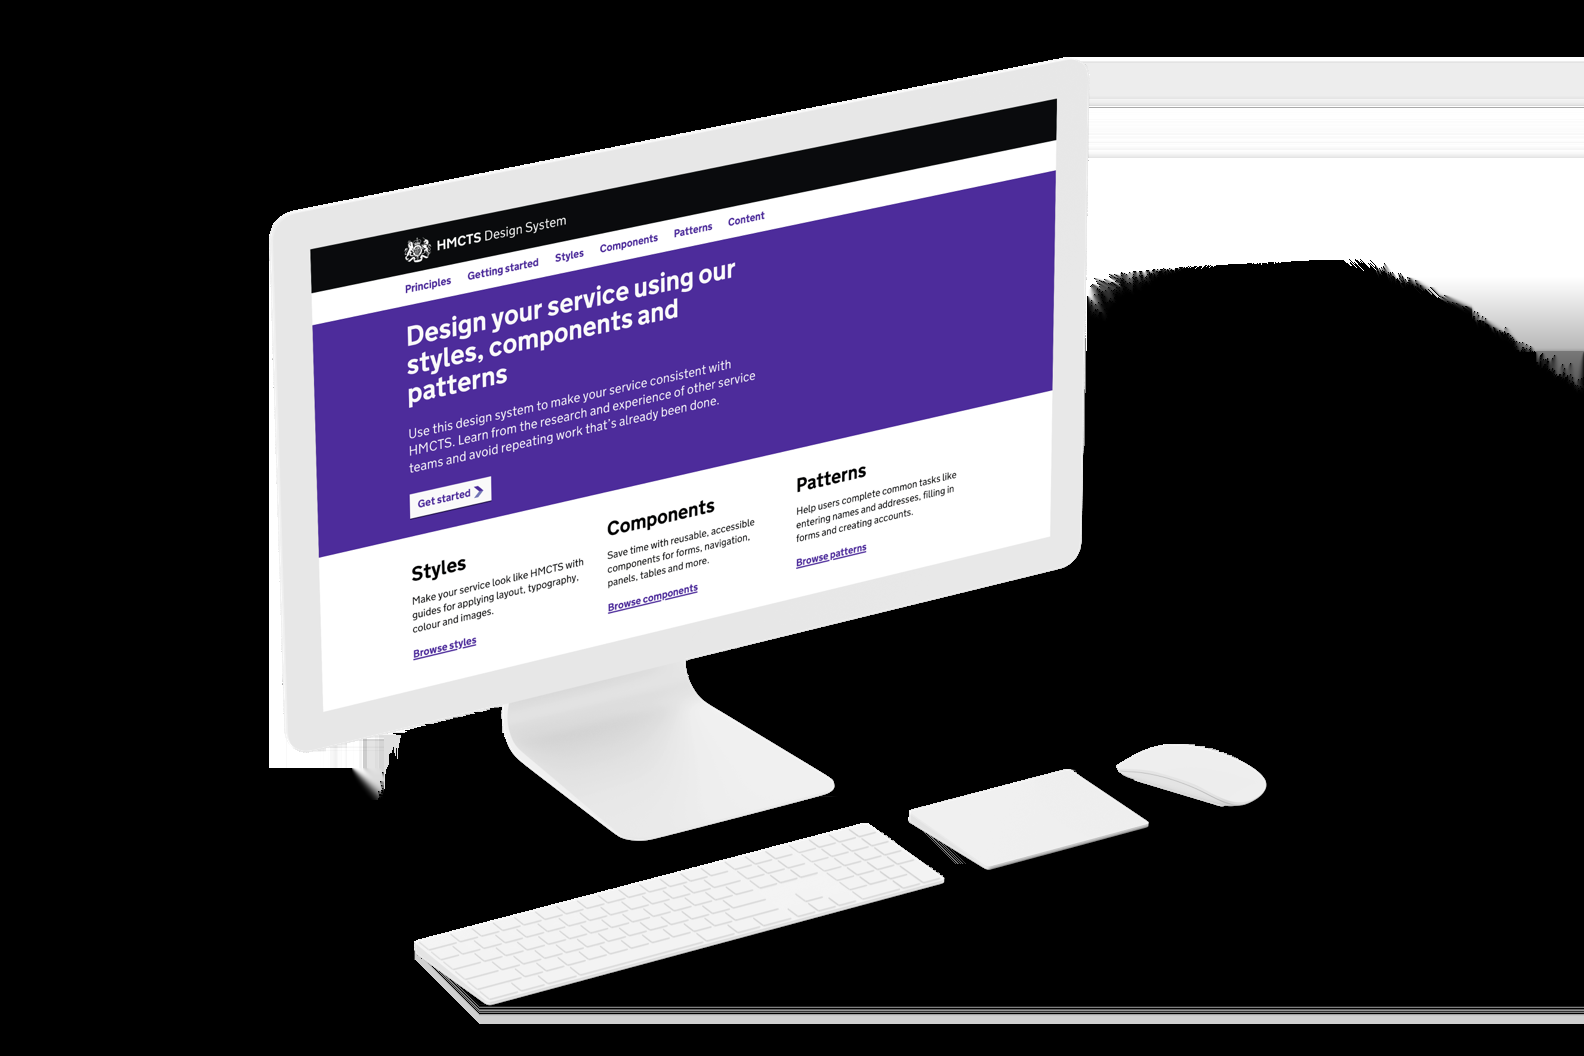 HMCTS Design System
Principles Getting started Styles Components Patterns Content
Design your service using our
styles, components and
patterns
Use this design system to make your service consistent with
HMCTS. Learn from the research and experience of other service
teams and avoid repeating work that's already been done.
Get started
Styles
Make your service look like HMCTS with
guides for applying layout, typography,
colour and images.
Browse styles
Components
Save time with reusable, accessible
components for forms, navigation,
panels, tables and more.
Browse components
Patterns
Help users complete common tasks like
entering names and addresses, filling in
forms and creating accounts.
Browse patterns